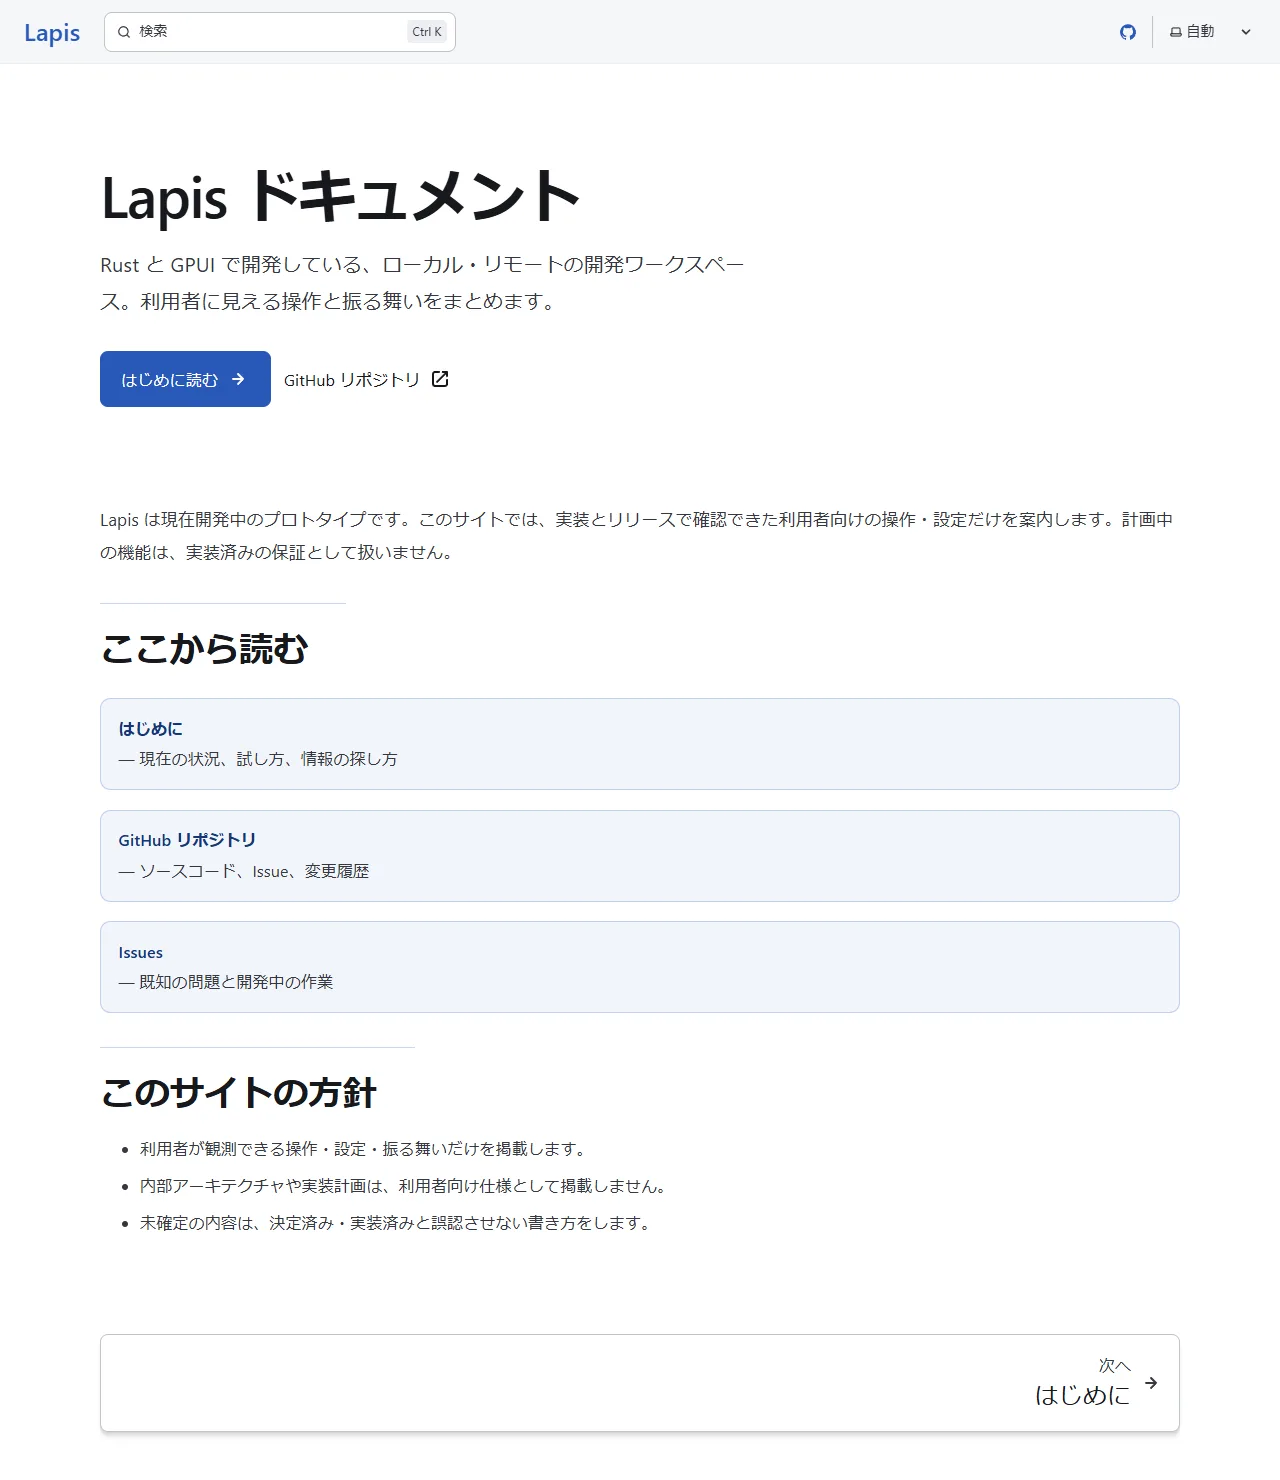 Lapis
検索
Ctrl K
自動
Lapis ドキュメント
Rust と GPUI で開発している、ローカル・リモートの開発ワークスペー
ス。利用者に見える操作と振る舞いをまとめます。
はじめに読む
GitHub リポジトリ
Lapis は現在開発中のプロトタイプです。このサイトでは、実装とリリースで確認できた利用者向けの操作・設定だけを案内します。計画中
の機能は、実装済みの保証として扱いません。
ここから読む
はじめに
— 現在の状況、試し方、情報の探し方
GitHub リポジトリ
— ソースコード、Issue、変更履歴
Issues
— 既知の問題と開発中の作業
このサイトの方針
• 利用者が観測できる操作・設定・振る舞いだけを掲載します。
• 内部アーキテクチャや実装計画は、利用者向け仕様として掲載しません。
• 未確定の内容は、決定済み・実装済みと誤認させない書き方をします。
次へ
はじめに